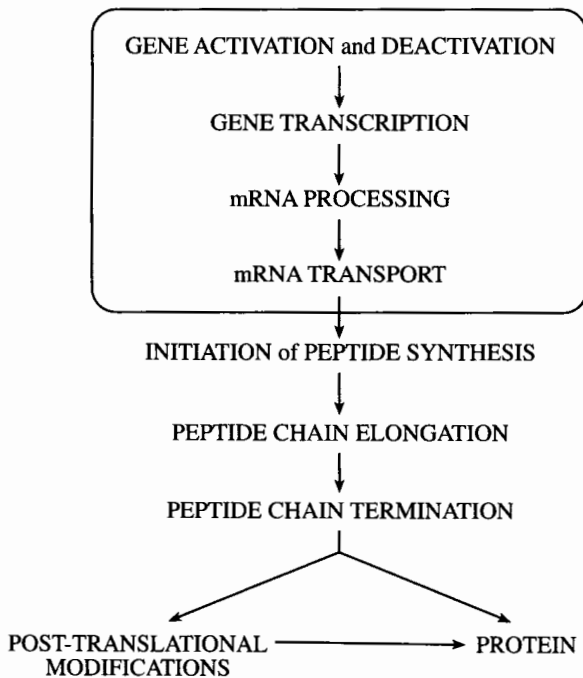 GENE ACTIVATION and DEACTIVATION
GENE TRANSCRIPTION
mRNA PROCESSING
mRNA TRANSPORT
INITIATION of PEPTIDE SYNTHESIS
PEPTIDE CHAIN ELONGATION
PEPTIDE CHAIN TERMINATION
POST-TRANSLATIONAL
MODIFICATIONS
PROTEIN